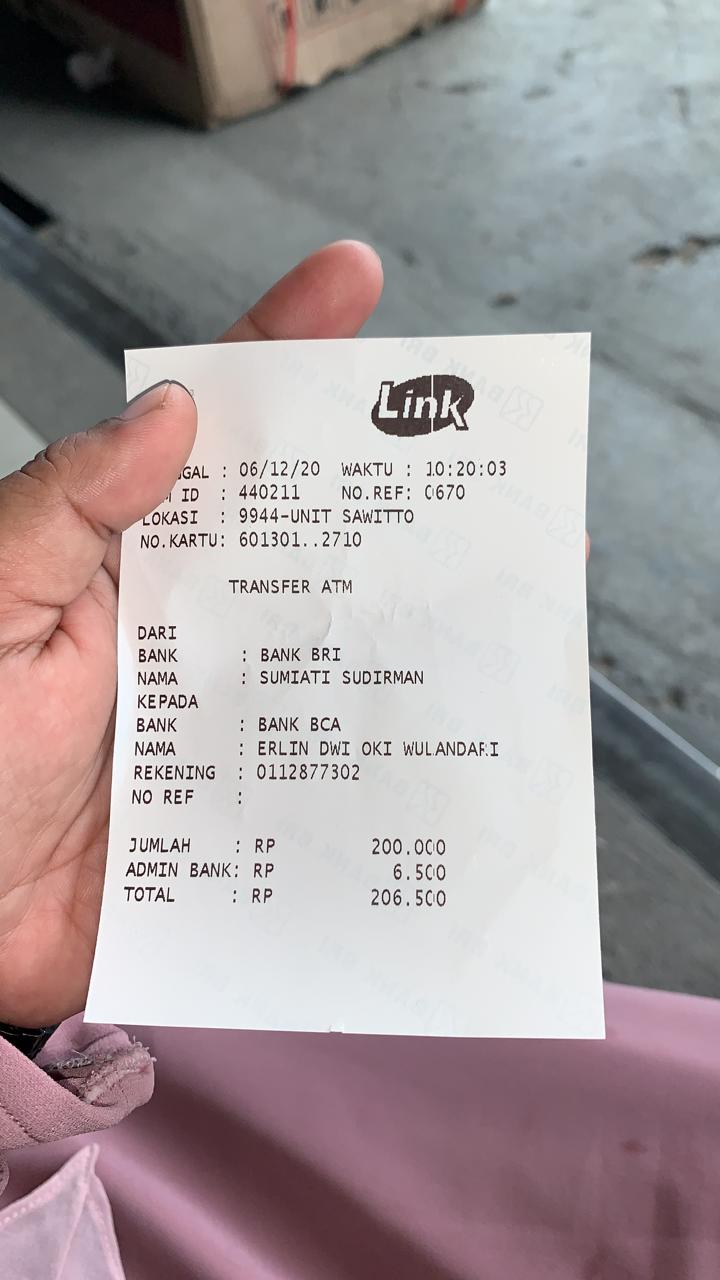 Link
GAL : 06/12/20 WAKTU : 10:20:03
ID : 440211 NO.REF: 0670
LOKASI : 9944-UNIT SAWITTO
NO.KARTU: 601301..2710
TRANSFER ATM
DARI
BANK : BANK BRI
NAMA : SUMIATI SUDIRMAN
KEPADA
BANK : BANK BCA
NAMA : ERLIN DWI OKI WULANDARI
REKENING : 0112877302
NO REF :
JUMLAH : RP 200.000
ADMIN BANK: RP 6.500
TOTAL : RP 206.500